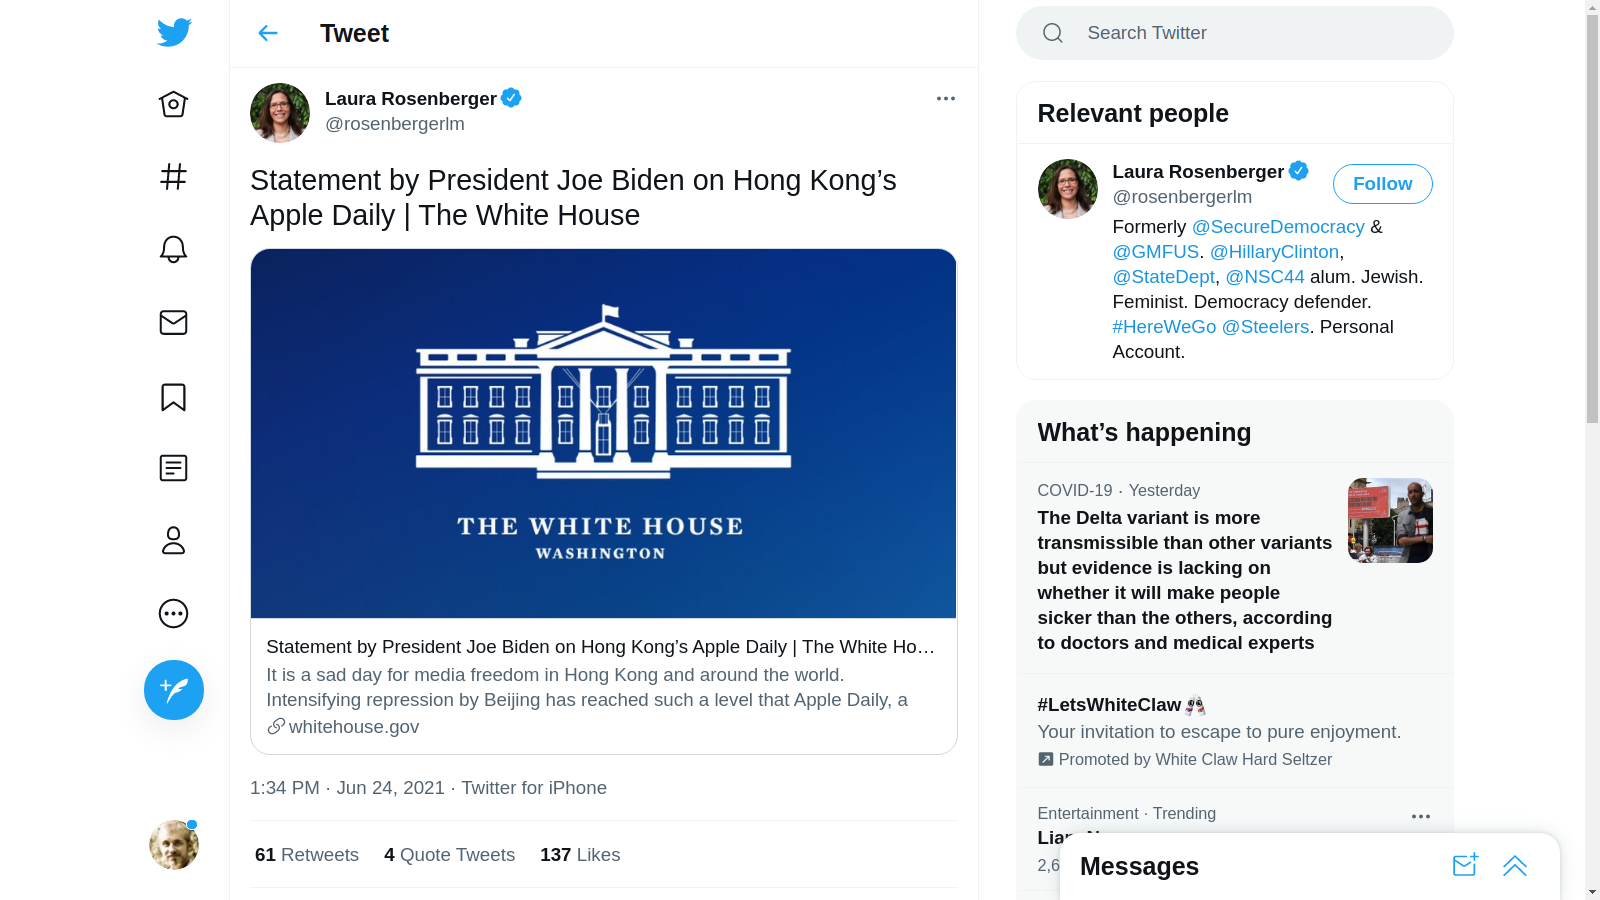 Tweet
Laura Rosenberger
@rosenbergerlm
Statement by President Joe Biden on Hong Kong’s
Apple Daily | The White House
THE WHITE HOUSE
WASHINGTON
Statement by President Joe Biden on Hong Kong’s Apple Daily | The White Ho…
It is a sad day for media freedom in Hong Kong and around the world.
Intensifying repression by Beijing has reached such a level that Apple Daily, a
whitehouse.gov
1:34 PM · Jun 24, 2021 · Twitter for iPhone
61 Retweets 4 Quote Tweets 137 Likes
Search Twitter
Relevant people
Laura Rosenberger
@rosenbergerlm
Follow
Formerly @SecureDemocracy &
@GMFUS. @HillaryClinton,
@StateDept, @NSC44 alum. Jewish.
Feminist. Democracy defender.
#HereWeGo @Steelers. Personal
Account.
What’s happening
COVID-19 · Yesterday
The Delta variant is more
transmissible than other variants
but evidence is lacking on
whether it will make people
sicker than the others, according
to doctors and medical experts
#LetsWhiteClaw
Your invitation to escape to pure enjoyment.
Promoted by White Claw Hard Seltzer
Entertainment · Trending
2,6
Messages